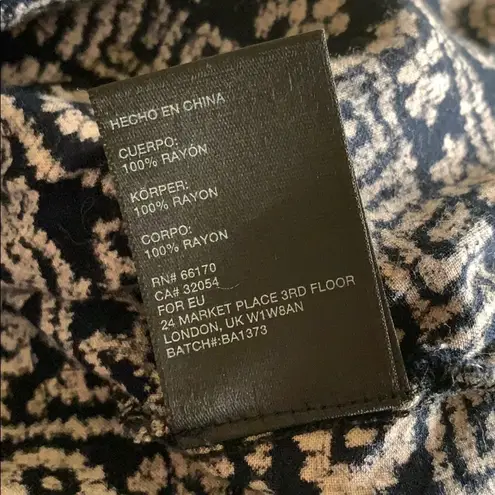 HECHO EN CHINA
CUERPO:
100% RAYÓN
KÖRPER:
100% RAYON
CORPO:
100% RAYON
RN# 66170
CA# 32054
FOR EU
24 MARKET PLACE 3RD FLOOR
LONDON, UK W1W8AN
BATCH#:BA1373